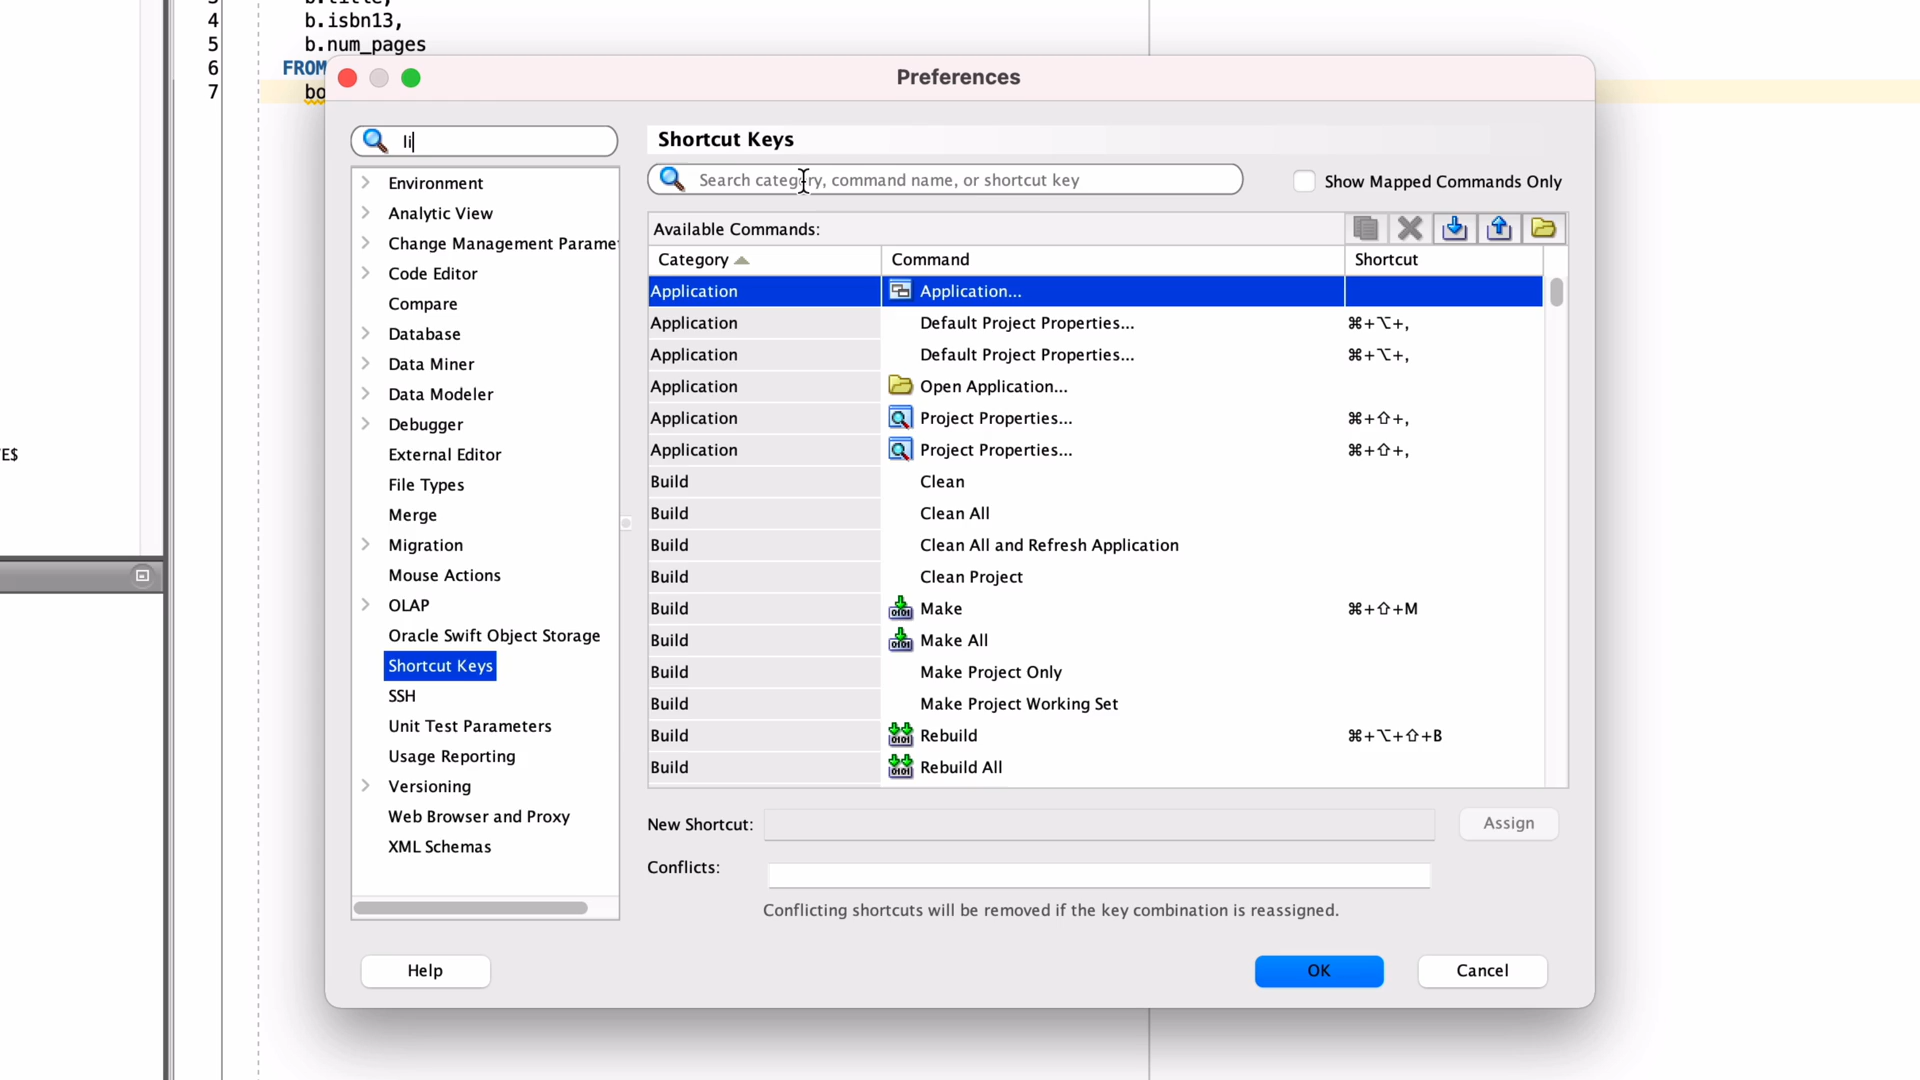 4 b.isbn13,
5 b.num_pages
6 FROM
7 bo
E$
Preferences
li
Environment
Analytic View
Change Management Parame
Code Editor
Compare
Database
Data Miner
Data Modeler
Debugger
External Editor
File Types
Merge
Migration
Mouse Actions
OLAP
Oracle Swift Object Storage
Shortcut Keys
SSH
Unit Test Parameters
Usage Reporting
Versioning
Web Browser and Proxy
XML Schemas
Shortcut Keys
Search category, command name, or shortcut key
Show Mapped Commands Only
Available Commands:
Category Command Shortcut
Application Application...
Application Default Project Properties... ⌘+⌥+,
Application Default Project Properties... ⌘+⌥+,
Application Open Application...
Application Project Properties... ⌘+⇧+,
Application Project Properties... ⌘+⇧+,
Build Clean
Build Clean All
Build Clean All and Refresh Application
Build Clean Project
Build Make ⌘+⇧+M
Build Make All
Build Make Project Only
Build Make Project Working Set
Build Rebuild ⌘+⌥+⇧+B
Build Rebuild All
New Shortcut: Assign
Conflicts:
Conflicting shortcuts will be removed if the key combination is reassigned.
Help OK Cancel